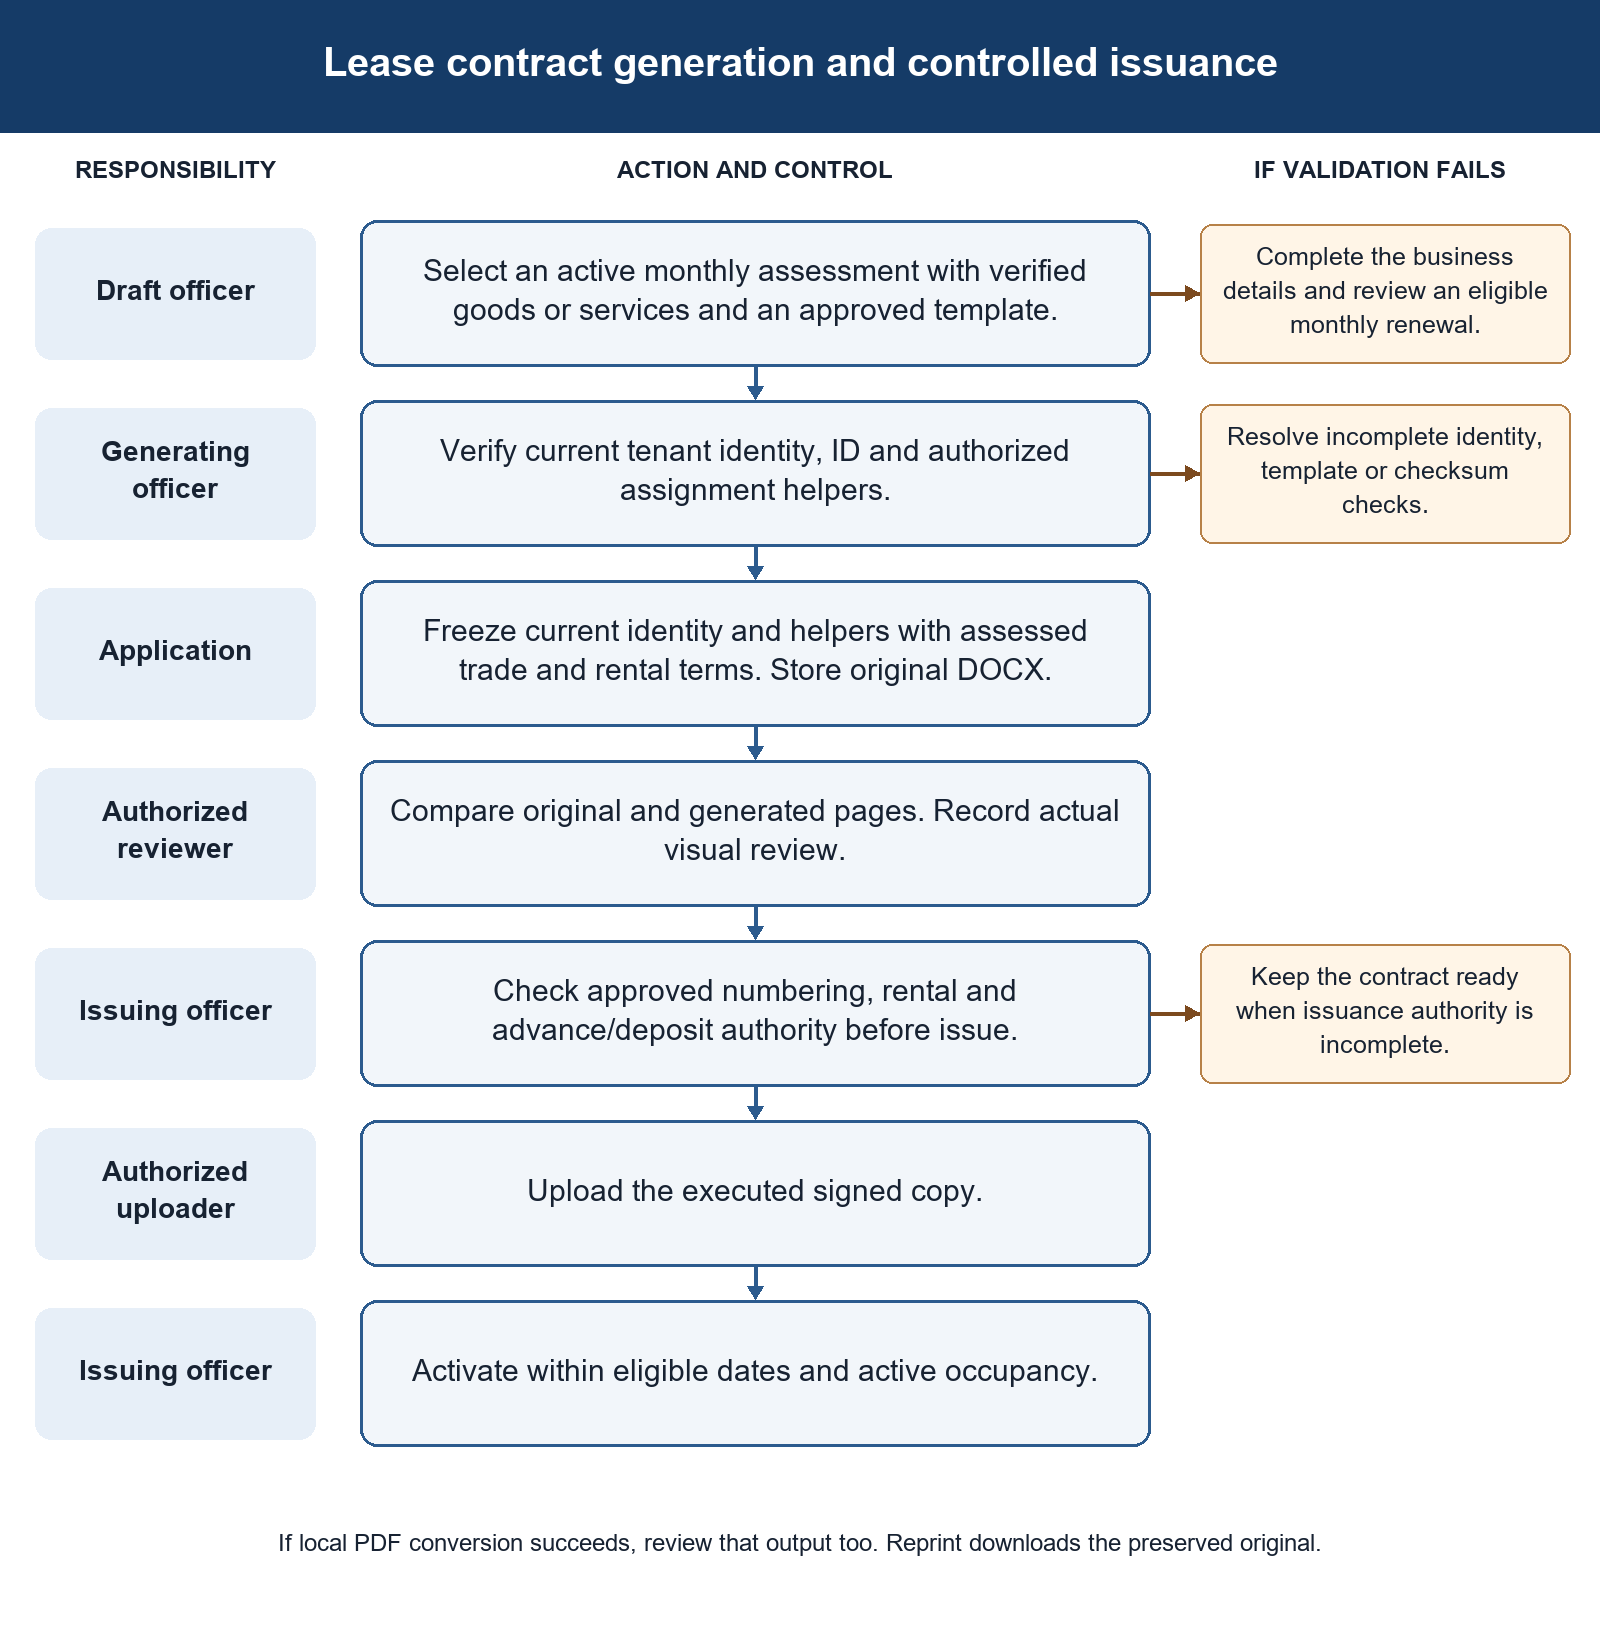 Lease contract generation and controlled issuance
RESPONSIBILITY
ACTION AND CONTROL
IF VALIDATION FAILS
Draft officer
Select an active monthly assessment with verified
goods or services and an approved template.
Complete the business
details and review an eligible
monthly renewal.
Generating
officer
Verify current tenant identity, ID and authorized
assignment helpers.
Resolve incomplete identity,
template or checksum
checks.
Application
Freeze current identity and helpers with assessed
trade and rental terms. Store original DOCX.
Authorized
reviewer
Compare original and generated pages. Record actual
visual review.
Issuing officer
Check approved numbering, rental and
advance/deposit authority before issue.
Keep the contract ready
when issuance authority is
incomplete.
Authorized
uploader
Upload the executed signed copy.
Issuing officer
Activate within eligible dates and active occupancy.
If local PDF conversion succeeds, review that output too. Reprint downloads the preserved original.